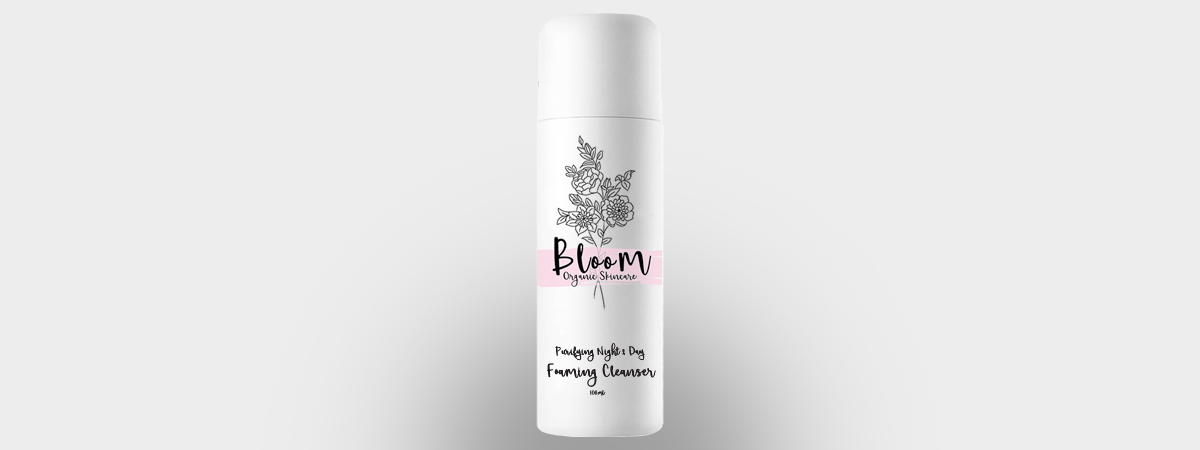 Bloom
Organic Skincare
Purifying Night & Day
Foaming Cleanser
100ml